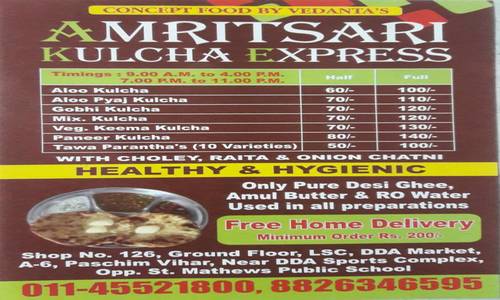 CONCEPT FOOD BY VEDANTA'S
AMRITSARI
KULCHA EXPRESS
Timings : 9.00 A.M. to 4.00 P.M.
7.00 P.M. to 11.00 P.M. Half Full
Aloo Kulcha 60/- 100/-
Aloo Pyaj Kulcha 70/- 110/-
Gobhi Kulcha 70/- 120/-
Mix. Kulcha 70/- 120/-
Veg. Keema Kulcha 70/- 130/-
Paneer Kulcha 80/- 140/-
Tawa Parantha's (10 Varieties) 50/- 100/-
WITH CHOLEY, RAITA & ONION CHATNI
HEALTHY & HYGIENIC
Only Pure Desi Ghee,
Amul Butter & RO Water
Used in all preparations
Free Home Delivery
Minimum Order Rs. 200/-
Shop No. 126, Ground Floor, LSC, DDA Market,
A-6, Paschim Vihar, Near DDA Sports Complex,
Opp. St. Mathews Public School
011-45521800, 8826346595